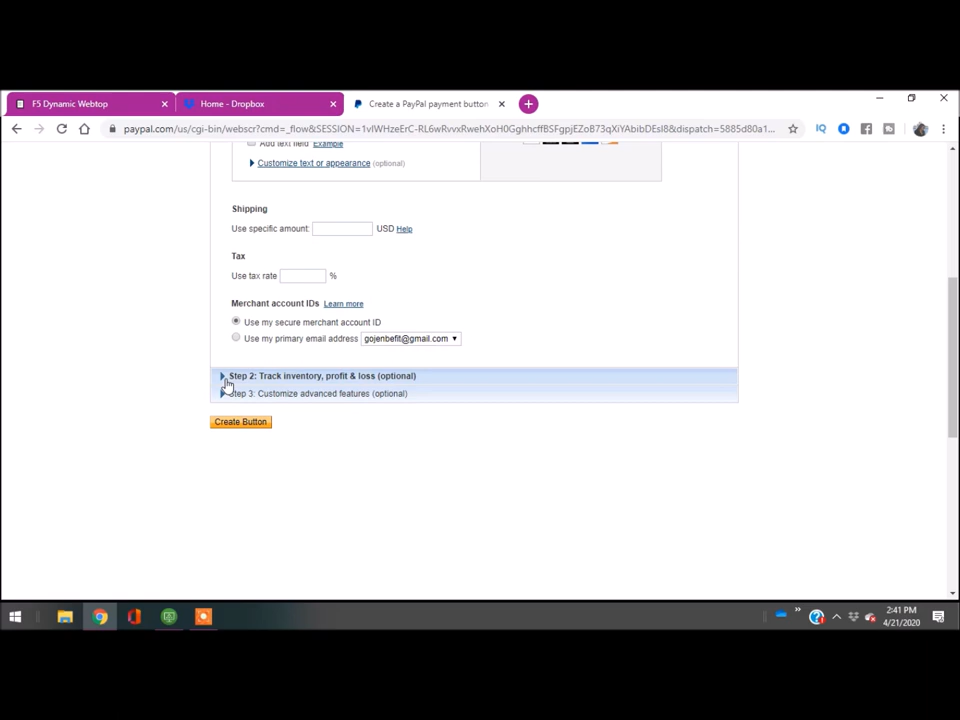 F5 Dynamic Webtop
Home - Dropbox
Create a PayPal payment button
paypal.com/us/cgi-bin/webscr?cmd=_flow&SESSION=1vIWHzeErC-RL6wRvvxRwehXoH0GghhcffBSFgpjEZoB73qXiYAbibDEsI8&dispatch=5885d80a1...
IQ
Add text field Example
Customize text or appearance (optional)
Shipping
Use specific amount: USD Help
Tax
Use tax rate %
Merchant account IDs Learn more
Use my secure merchant account ID
Use my primary email address gojenbefit@gmail.com
Step 2: Track inventory, profit & loss (optional)
Step 3: Customize advanced features (optional)
Create Button
2:41 PM
4/21/2020